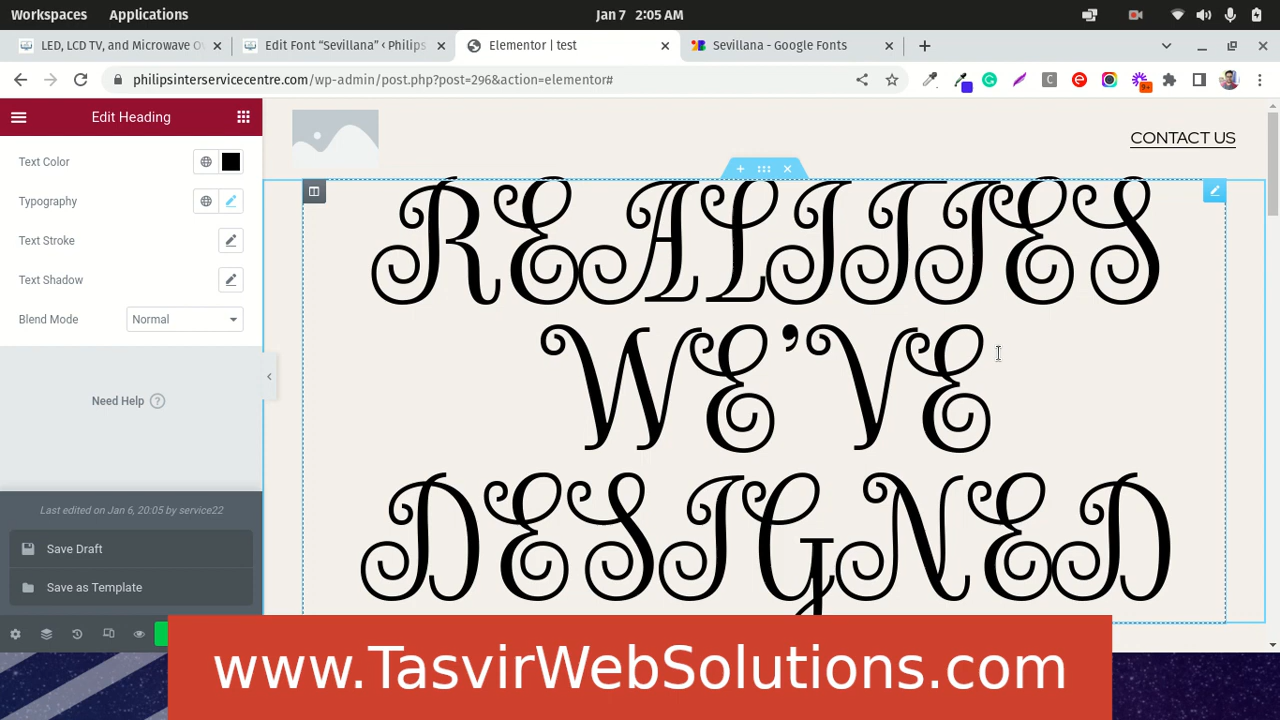 Workspaces Applications Jan 7 2:05 AM
LED, LCD TV, and Microwave Ov Edit Font “Sevillana” ‹ Philips Elementor | test Sevillana - Google Fonts
philipsinterservicecentre.com/wp-admin/post.php?post=296&action=elementor#
9+
Edit Heading
CONTACT US
Text Color
Typography
Text Stroke
Text Shadow
Blend Mode Normal
Need Help
REALITIES
WE’VE
DESIGNED
Last edited on Jan 6, 20:05 by service22
Save Draft
Save as Template
www.TasvirWebSolutions.com